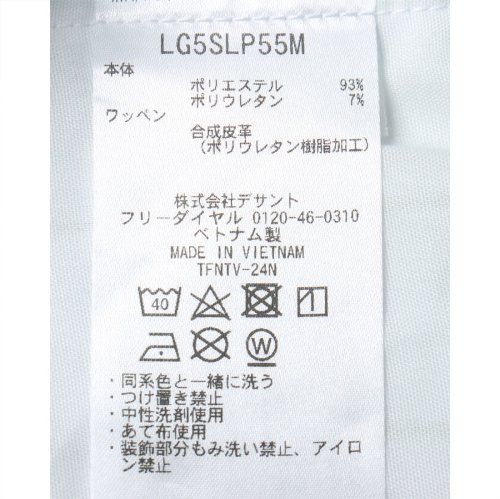 LG5SLP55M
本体
ポリエステル 93%
ポリウレタン 7%
ワッペン
合成皮革
(ポリウレタン樹脂加工)
株式会社デサント
フリーダイヤル 0120-46-0310
ベトナム製
MADE IN VIETNAM
TFNTV-24N
40
W
・同系色と一緒に洗う
・つけ置き禁止
・中性洗剤使用
・あて布使用
・装飾部分もみ洗い禁止、アイロ
ン禁止